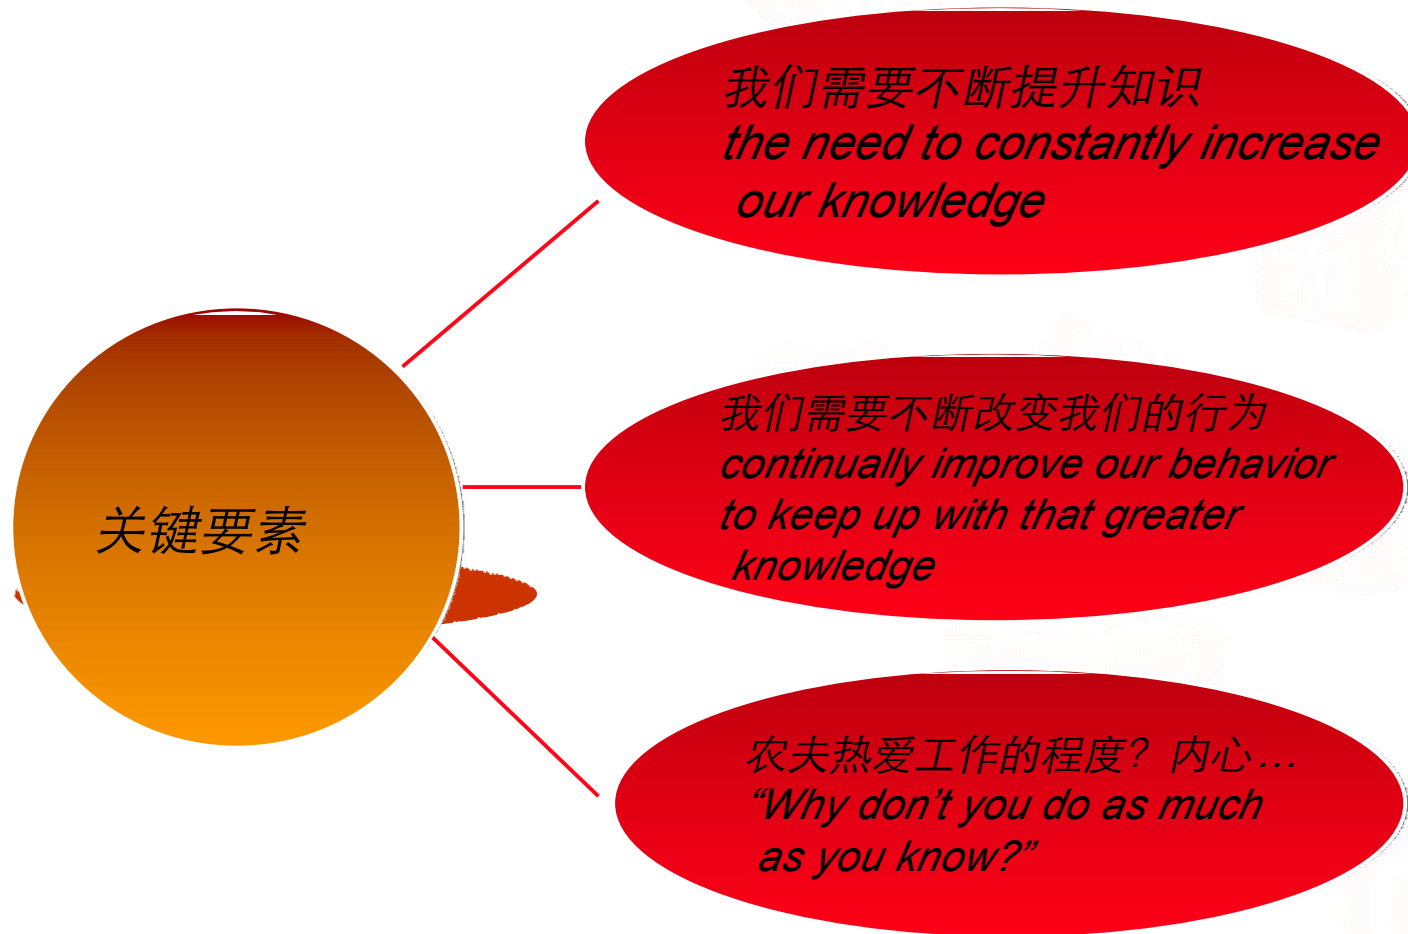 我们需要不断提升知识
the need to constantly increase
our knowledge
关键要素
我们需要不断改变我们的行为
continually improve our behavior
to keep up with that greater
knowledge
农夫热爱工作的程度？内心…
“Why don’t you do as much
as you know?”